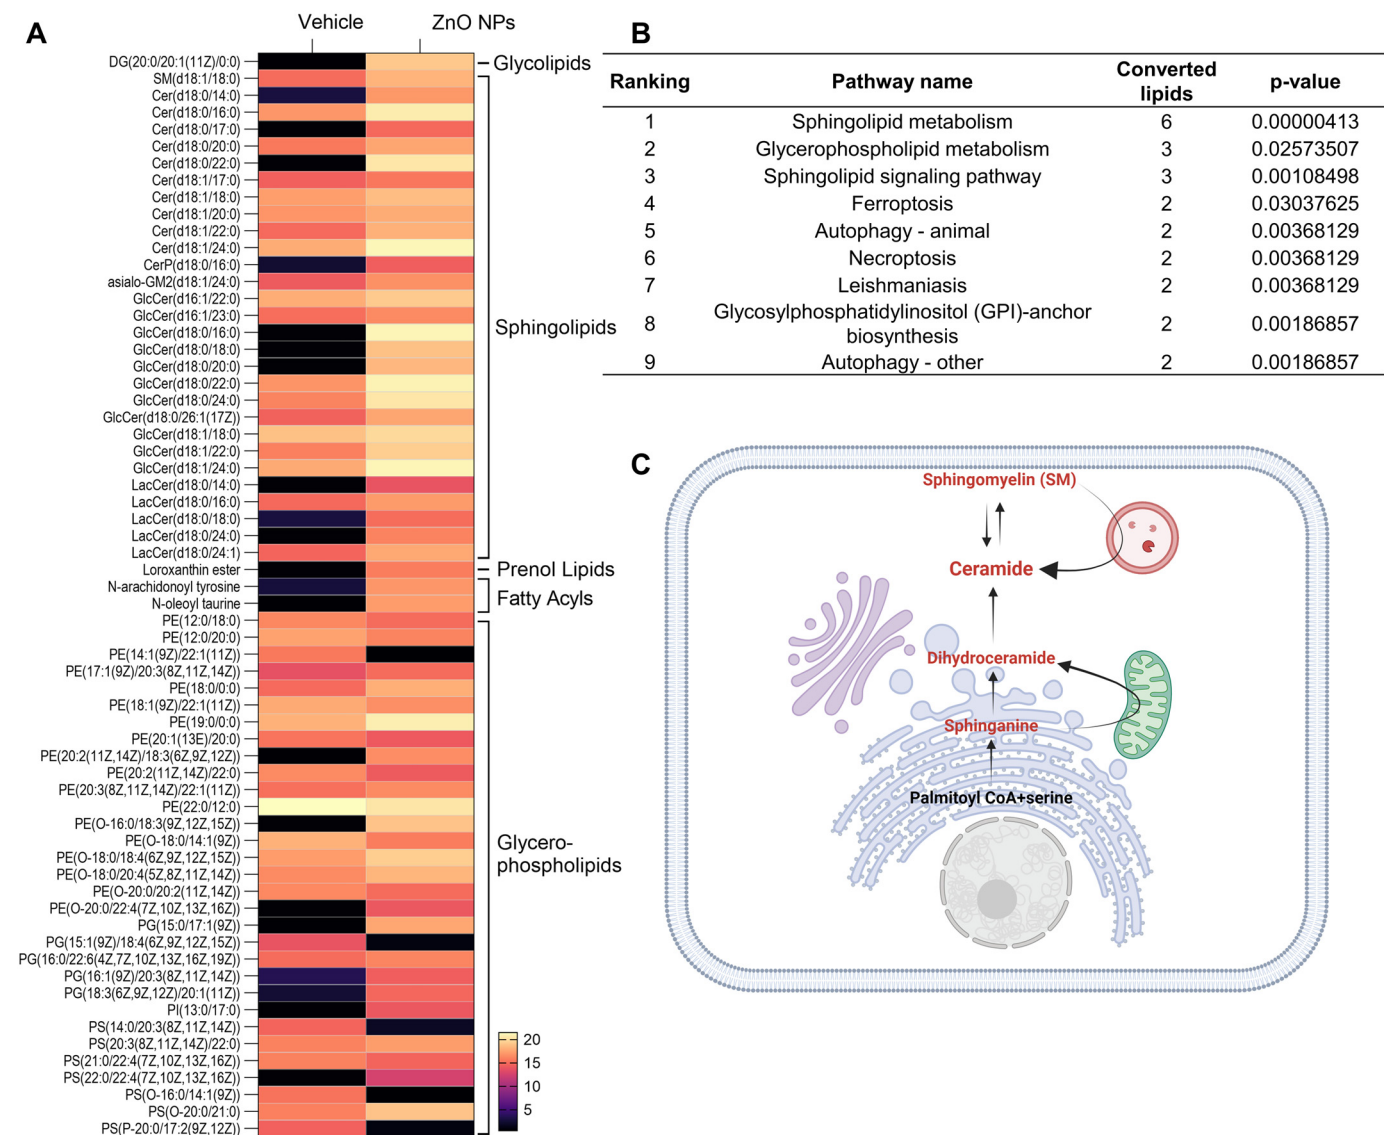 A
Vehicle
ZnO NPs
DG(20:0/20:1(11Z)/0:0)
SM(d18:1/18:0)
Cer(d18:0/14:0)
Cer(d18:0/16:0)
Cer(d18:0/17:0)
Cer(d18:0/20:0)
Cer(d18:0/22:0)
Cer(d18:1/17:0)
Cer(d18:1/18:0)
Cer(d18:1/20:0)
Cer(d18:1/22:0)
Cer(d18:1/24:0)
CerP(d18:0/16:0)
asialo-GM2(d18:1/24:0)
GlcCer(d16:1/22:0)
GlcCer(d16:1/23:0)
GlcCer(d18:0/16:0)
GlcCer(d18:0/18:0)
GlcCer(d18:0/20:0)
GlcCer(d18:0/22:0)
GlcCer(d18:0/24:0)
GlcCer(d18:0/26:1(17Z))
GlcCer(d18:1/18:0)
GlcCer(d18:1/22:0)
GlcCer(d18:1/24:0)
LacCer(d18:0/14:0)
LacCer(d18:0/16:0)
LacCer(d18:0/18:0)
LacCer(d18:0/24:0)
LacCer(d18:0/24:1)
Loroxanthin ester
N-arachidonoyl tyrosine
N-oleoyl taurine
PE(12:0/18:0)
PE(12:0/20:0)
PE(14:1(9Z)/22:1(11Z))
PE(17:1(9Z)/20:3(8Z,11Z,14Z))
PE(18:0/0:0)
PE(18:1(9Z)/22:1(11Z))
PE(19:0/0:0)
PE(20:1(13E)/20:0)
PE(20:2(11Z,14Z)/18:3(6Z,9Z,12Z))
PE(20:2(11Z,14Z)/22:0)
PE(20:3(8Z,11Z,14Z)/22:1(11Z))
PE(22:0/12:0)
PE(O-16:0/18:3(9Z,12Z,15Z))
PE(O-18:0/14:1(9Z))
PE(O-18:0/18:4(6Z,9Z,12Z,15Z))
PE(O-18:0/20:4(5Z,8Z,11Z,14Z)
PE(O-20:0/20:2(11Z,14Z))
PE(O-20:0/22:4(7Z,10Z,13Z,16Z))
PG(15:0/17:1(9Z))
PG(15:1(9Z)/18:4(6Z,9Z,12Z,15Z))
PG(16:0/22:6(4Z,7Z,10Z,13Z,16Z,19Z))
PG(16:1(9Z)/20:3(8Z,11Z,14Z))
PG(18:3(6Z,9Z,12Z)/20:1(11Z))
PI(13:0/17:0)
PS(14:0/20:3(8Z,11Z,14Z))
PS(20:3(8Z,11Z,14Z)/22:0)
PS(21:0/22:4(7Z,10Z,13Z,16Z))
PS(22:0/22:4(7Z,10Z,13Z,16Z))
PS(O-16:0/14:1(9Z))
PS(O-20:0/21:0)
PS(P-20:0/17:2(9Z,12Z))
Glycolipids
Sphingolipids
Prenol Lipids
Fatty Acyls
Glycero-
phospholipids
20
15
10
5
B
Ranking Pathway name Converted lipids p-value
1 Sphingolipid metabolism 6 0.00000413
2 Glycerophospholipid metabolism 3 0.02573507
3 Sphingolipid signaling pathway 3 0.00108498
4 Ferroptosis 2 0.03037625
5 Autophagy - animal 2 0.00368129
6 Necroptosis 2 0.00368129
7 Leishmaniasis 2 0.00368129
8 Glycosylphosphatidylinositol (GPI)-anchor biosynthesis 2 0.00186857
9 Autophagy - other 2 0.00186857
C
Sphingomyelin (SM)
Ceramide
Dihydroceramide
Sphinganine
Palmitoyl CoA+serine